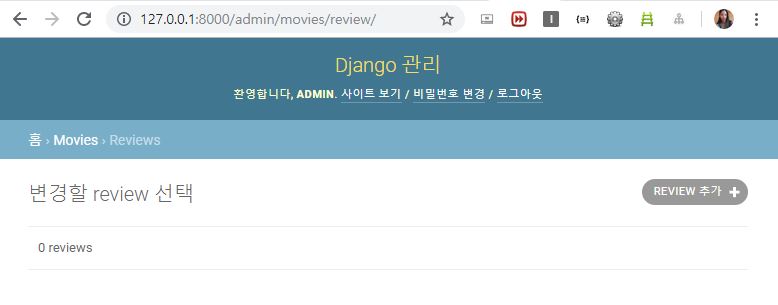 127.0.0.1:8000/admin/movies/review/
Django 관리
환영합니다, ADMIN. 사이트 보기 / 비밀번호 변경 / 로그아웃
홈 › Movies › Reviews
변경할 review 선택
REVIEW 추가 +
0 reviews